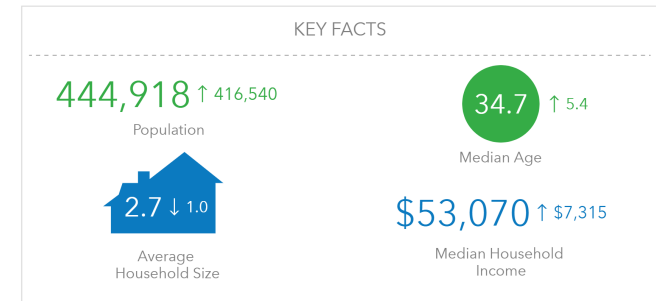 KEY FACTS
444,918 ↑ 416,540
Population
34.7 ↑ 5.4
Median Age
2.7 ↓ 1.0
Average
Household Size
$53,070 ↑ $7,315
Median Household
Income